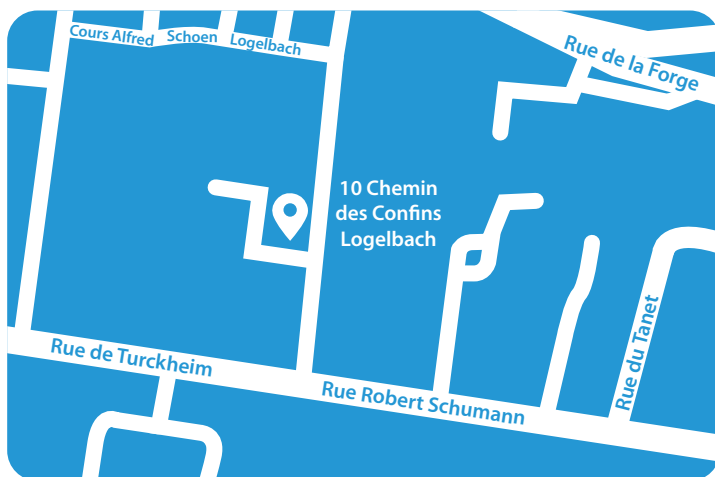 Cours Alfred Schoen Logelbach
Rue de la Forge
10 Chemin
des Confins
Logelbach
Rue du Tanet
Rue de Turckheim
Rue Robert Schumann